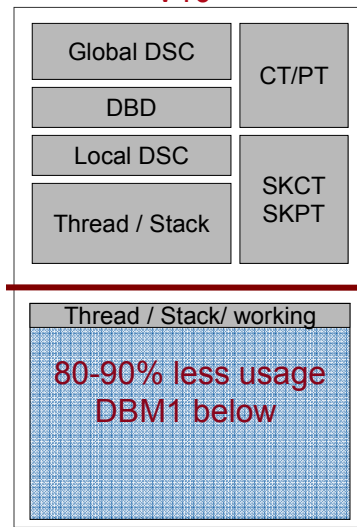 Global DSC
CT/PT
DBD
Local DSC
SKCT
SKPT
Thread / Stack
Thread / Stack/ working
80-90% less usage
DBM1 below